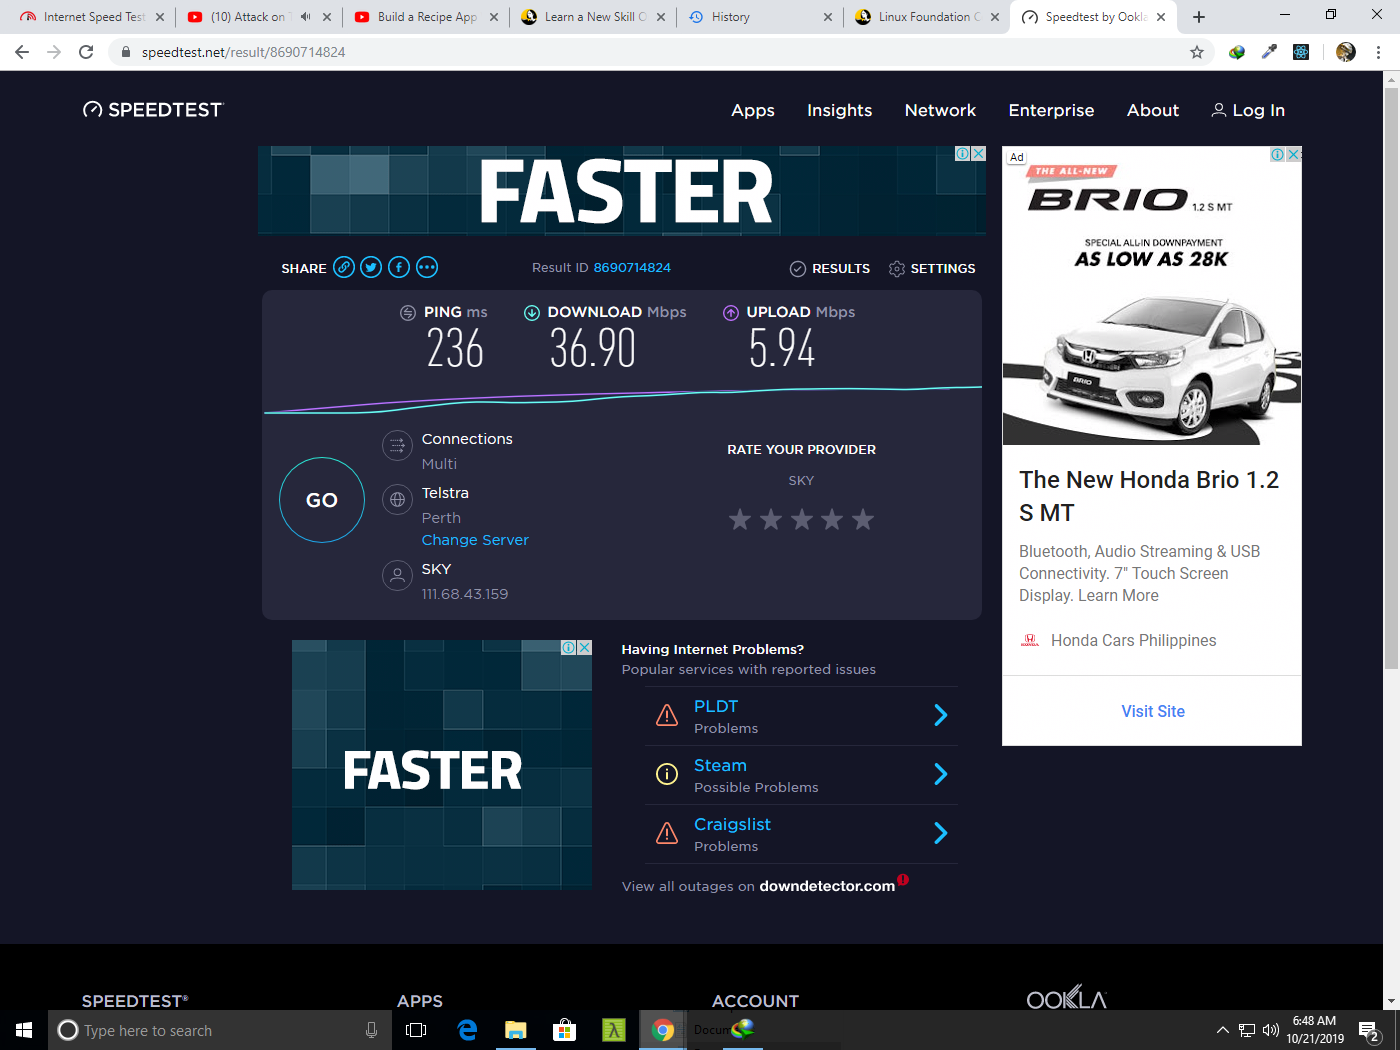 Internet Speed Test
(10) Attack on T
Build a Recipe App
Learn a New Skill O
History
Linux Foundation C
Speedtest by Ookla
speedtest.net/result/8690714824
SPEEDTEST
Apps
Insights
Network
Enterprise
About
Log In
FASTER
SHARE
Result ID 8690714824
RESULTS
SETTINGS
PING ms
236
DOWNLOAD Mbps
36.90
UPLOAD Mbps
5.94
GO
Connections
Multi
Telstra
Perth
Change Server
SKY
111.68.43.159
RATE YOUR PROVIDER
SKY
Ad
THE ALL-NEW
BRIO 1.2 S MT
SPECIAL ALL-IN DOWNPAYMENT
AS LOW AS 28K
BRIO
The New Honda Brio 1.2
S MT
Bluetooth, Audio Streaming & USB
Connectivity. 7" Touch Screen
Display. Learn More
HONDA
Honda Cars Philippines
Visit Site
FASTER
Having Internet Problems?
Popular services with reported issues
PLDT
Problems
Steam
Possible Problems
Craigslist
Problems
View all outages on downdetector.com
SPEEDTEST®
APPS
ACCOUNT
OOKLA
Type here to search
Docum
6:48 AM
10/21/2019
2